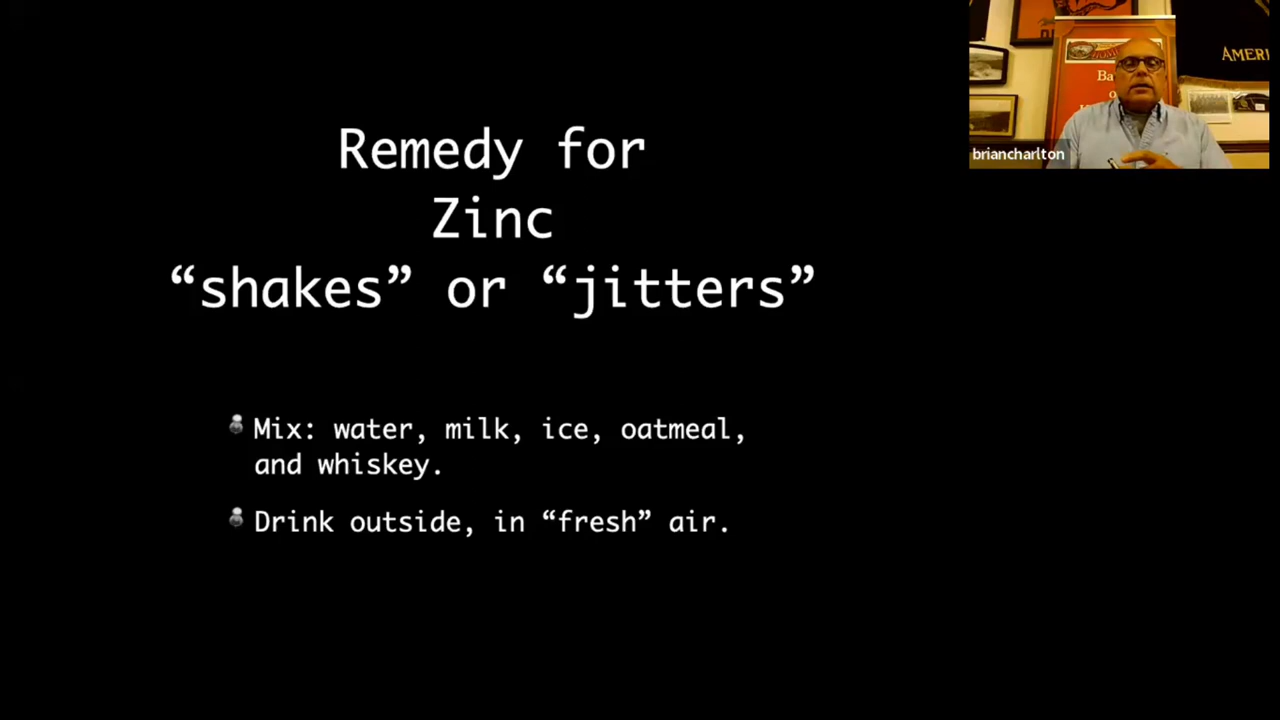 Remedy for
Zinc
“shakes” or “jitters”
Mix: water, milk, ice, oatmeal,
and whiskey.
Drink outside, in “fresh” air.
AMERI
Ba
o
briancharlton